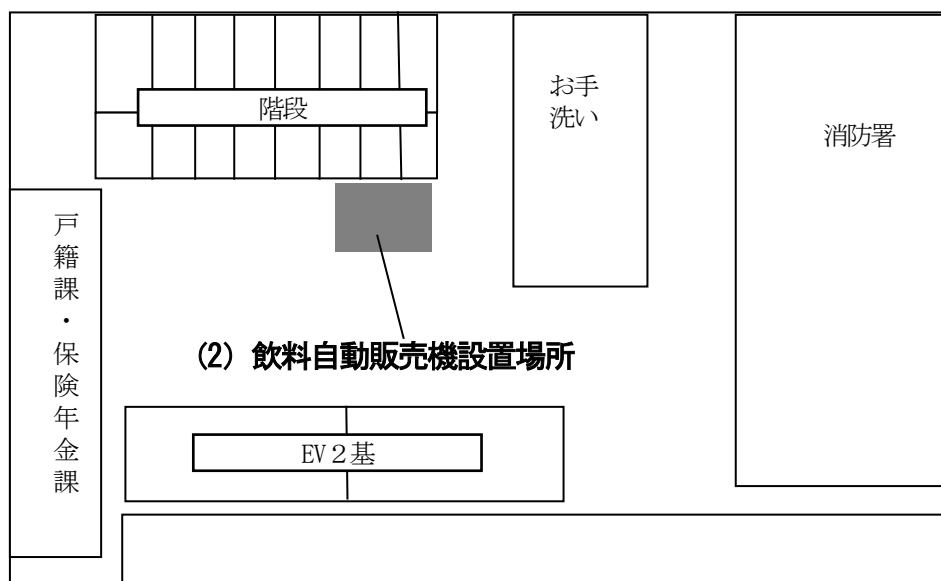 階段
お手
洗い
消防署
戸籍課・保険年金課
(2) 飲料自動販売機設置場所
EV２基